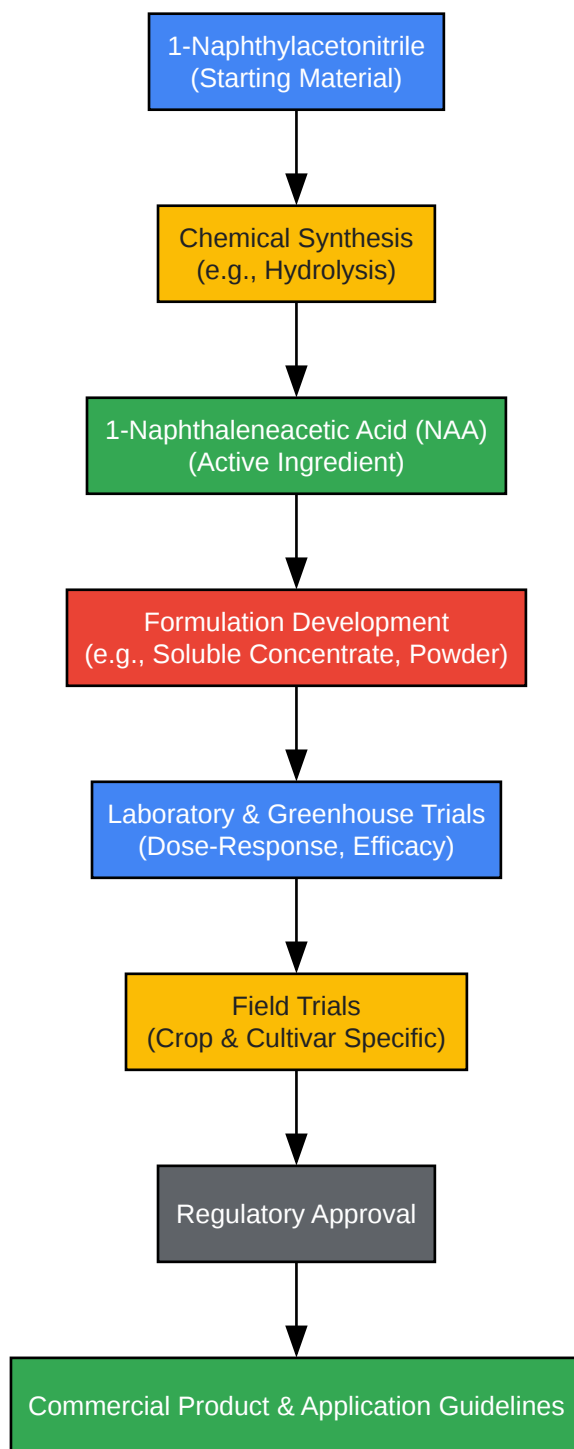 1-Naphthylacetonitrile
(Starting Material)
Chemical Synthesis
(e.g., Hydrolysis)
1-Naphthaleneacetic Acid (NAA)
(Active Ingredient)
Formulation Development
(e.g., Soluble Concentrate, Powder)
Laboratory & Greenhouse Trials
(Dose-Response, Efficacy)
Field Trials
(Crop & Cultivar Specific)
Regulatory Approval
Commercial Product & Application Guidelines